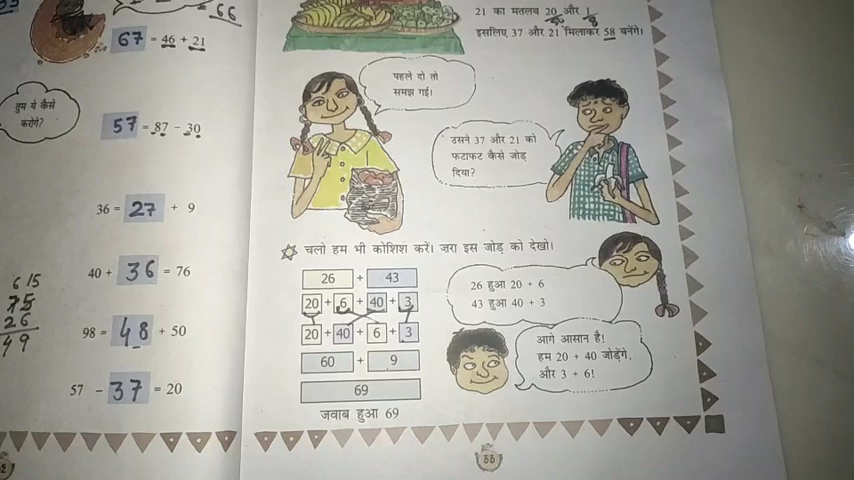 66
67 = 46 + 21
तुम ये कैसे
करोगे?
57 = 87 - 30
36 = 27 + 9
40 + 36 = 76
6 15
75
26
49
98 = 48 + 50
57 - 37 = 20
21 का मतलब 20 और 1
इसलिए 37 और 21 मिलाकर 58 बनेंगे।
पहले दो तो
समझ गई।
उसने 37 और 21 को
फटाफट कैसे जोड़
दिया?
चलो हम भी कोशिश करें। ज़रा इस जोड़ को देखो।
26 + 43
20 + 6 + 40 + 3
20 + 40 + 6 + 3
60 + 9
69
जवाब हुआ 69
26 हुआ 20 + 6
43 हुआ 40 + 3
आगे आसान है!
हम 20 + 40 जोड़ेंगे,
और 3 + 6!
33